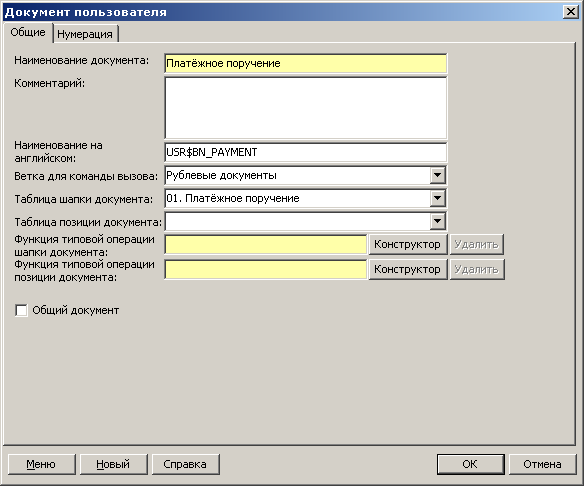 Документ пользователя
Общие Нумерация
Наименование документа: Платёжное поручение
Комментарий:
Наименование на
английском: USR$BN_PAYMENT
Ветка для команды вызова: Рублевые документы
Таблица шапки документа: 01. Платёжное поручение
Таблица позиции документа:
Функция типовой операции
шапки документа: Конструктор Удалить
Функция типовой операции
позиции документа: Конструктор Удалить
Общий документ
Меню Новый Справка OK Отмена